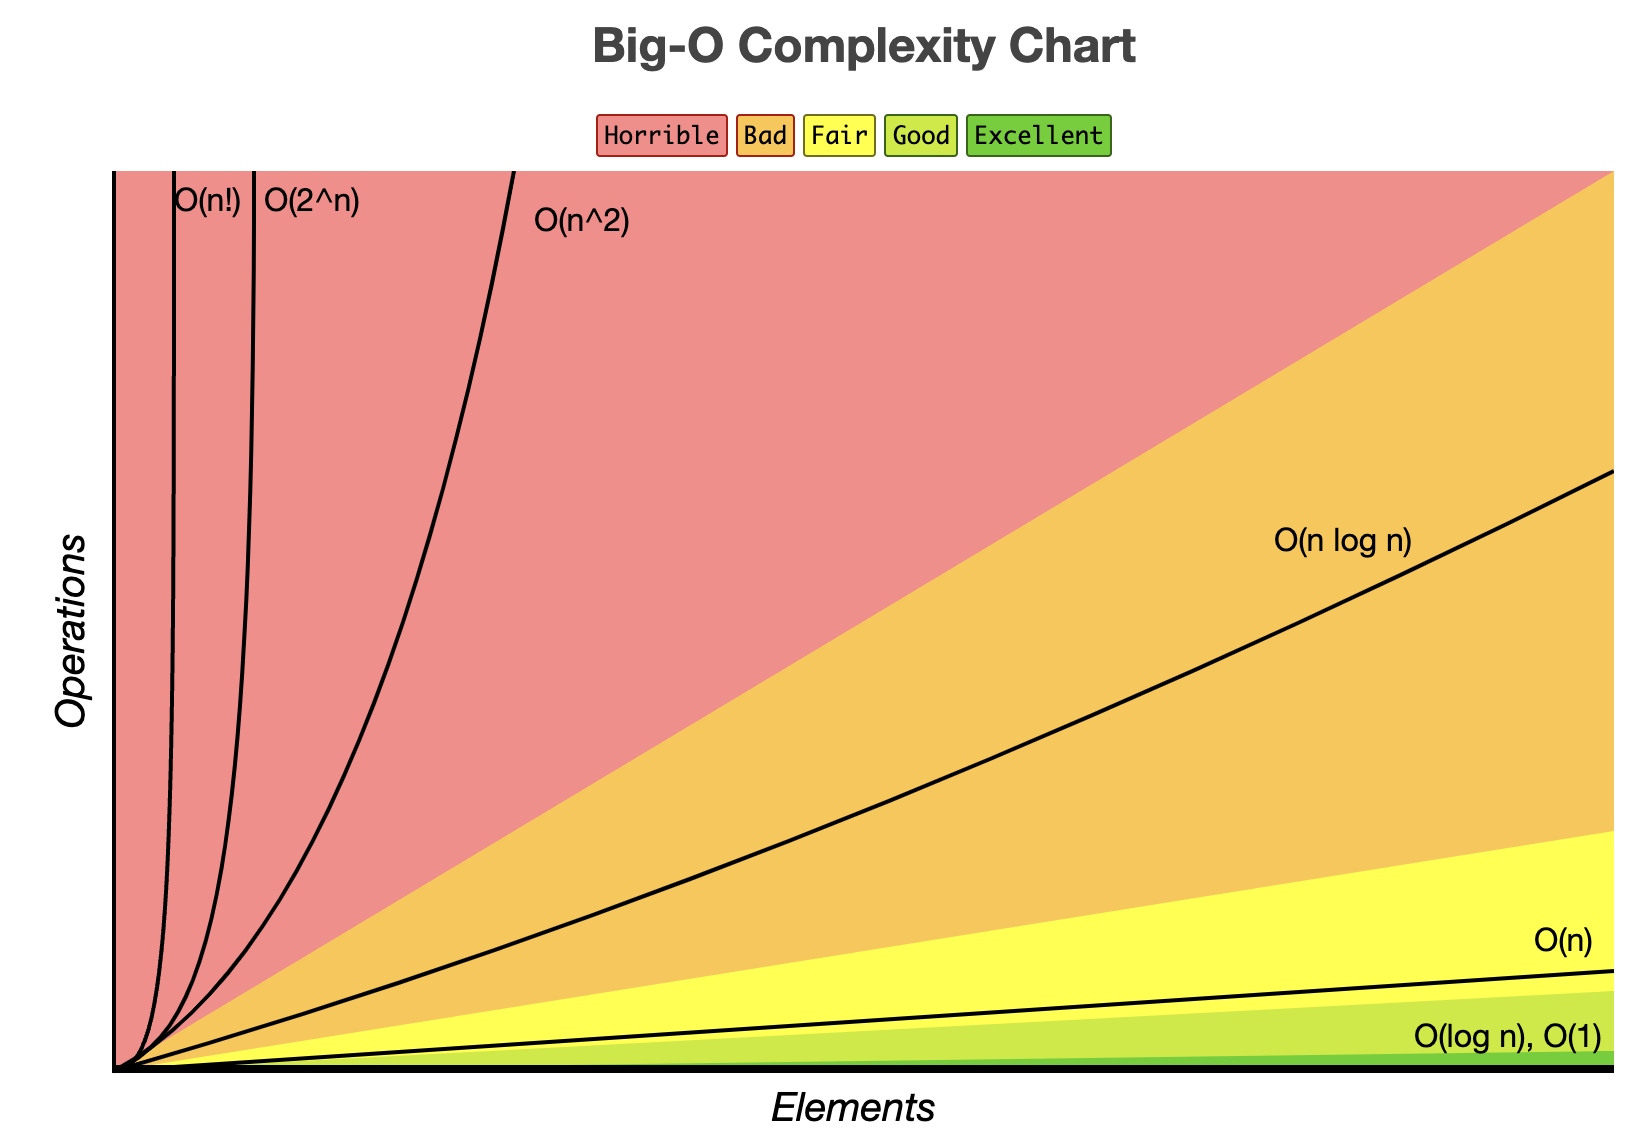 Big-O Complexity Chart
Horrible Bad Fair Good Excellent
O(n!) O(2^n)
O(n^2)
O(n log n)
O(n)
O(log n), O(1)
Operations
Elements